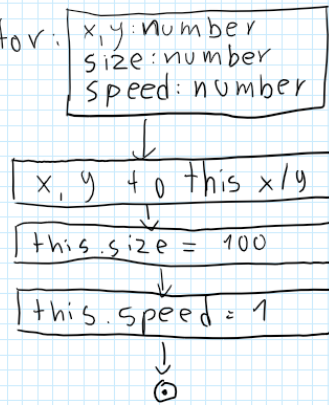 tor: x,y:number
size:number
speed:number
x, y to this x/y
this.size = 100
this.speed = 1